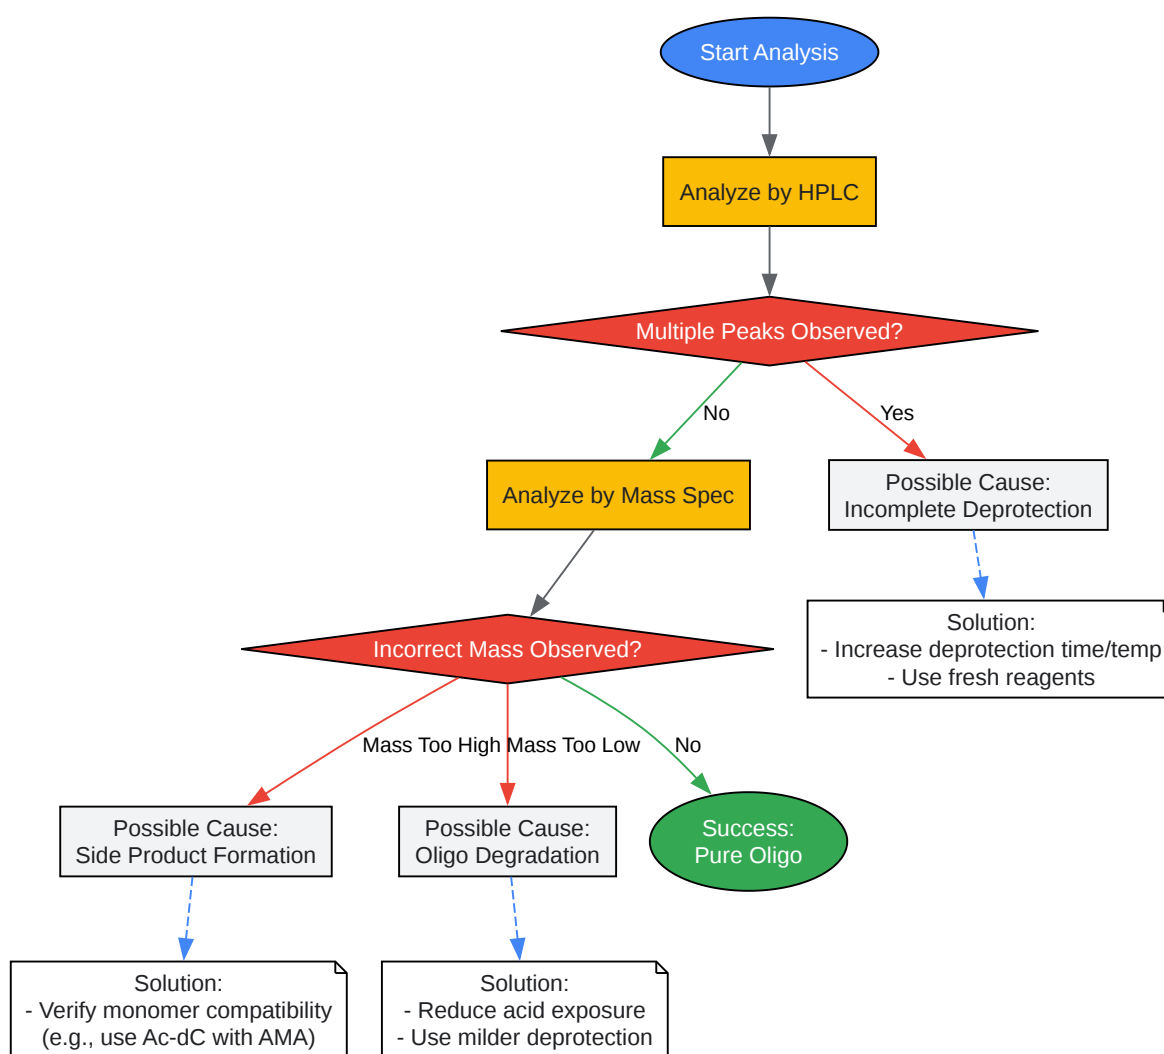 Start Analysis
Analyze by HPLC
Multiple Peaks Observed?
No
Yes
Analyze by Mass Spec
Possible Cause:
Incomplete Deprotection
Solution:
- Increase deprotection time/temp
- Use fresh reagents
Incorrect Mass Observed?
Mass Too High
Mass Too Low
No
Possible Cause:
Side Product Formation
Possible Cause:
Oligo Degradation
Success:
Pure Oligo
Solution:
- Verify monomer compatibility
(e.g., use Ac-dC with AMA)
Solution:
- Reduce acid exposure
- Use milder deprotection